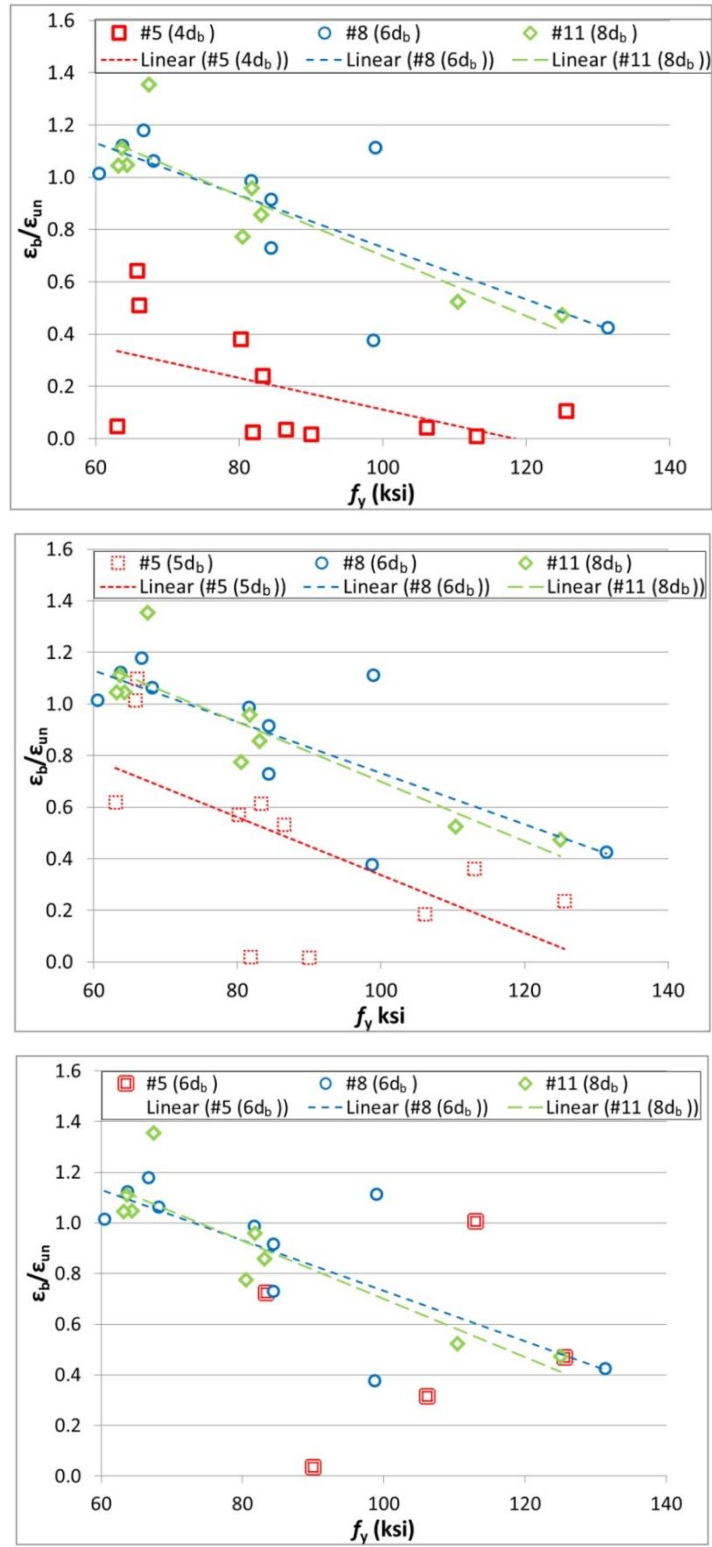 1.6
#5 (4db ) #8 (6db ) #11 (8db )
1.4
Linear (#5 (4db )) Linear (#8 (6db )) Linear (#11 (8db ))
1.2
1.0
εb/εun
0.8
0.6
0.4
0.2
0.0
60 80 100 120 140
fy (ksi)
1.6
#5 (5db ) #8 (6db ) #11 (8db )
Linear (#5 (5db )) Linear (#8 (6db )) Linear (#11 (8db ))
1.4
1.2
1.0
εb/εun
0.8
0.6
0.4
0.2
0.0
60 80 100 120 140
fy ksi
1.6
#5 (6db ) #8 (6db ) #11 (8db )
Linear (#5 (6db )) Linear (#8 (6db )) Linear (#11 (8db ))
1.4
1.2
1.0
εb/εun
0.8
0.6
0.4
0.2
0.0
60 80 100 120 140
fy (ksi)